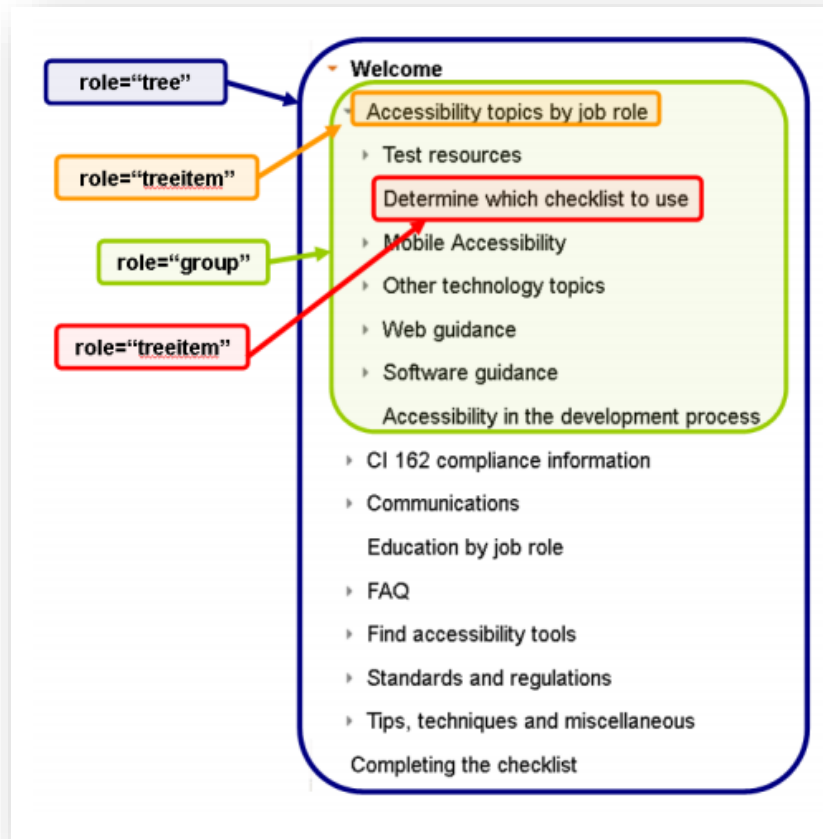 role=“tree”
role=“treeitem”
role=“group”
role=“treeitem”
Welcome
Accessibility topics by job role
Test resources
Determine which checklist to use
Mobile Accessibility
Other technology topics
Web guidance
Software guidance
Accessibility in the development process
CI 162 compliance information
Communications
Education by job role
FAQ
Find accessibility tools
Standards and regulations
Tips, techniques and miscellaneous
Completing the checklist